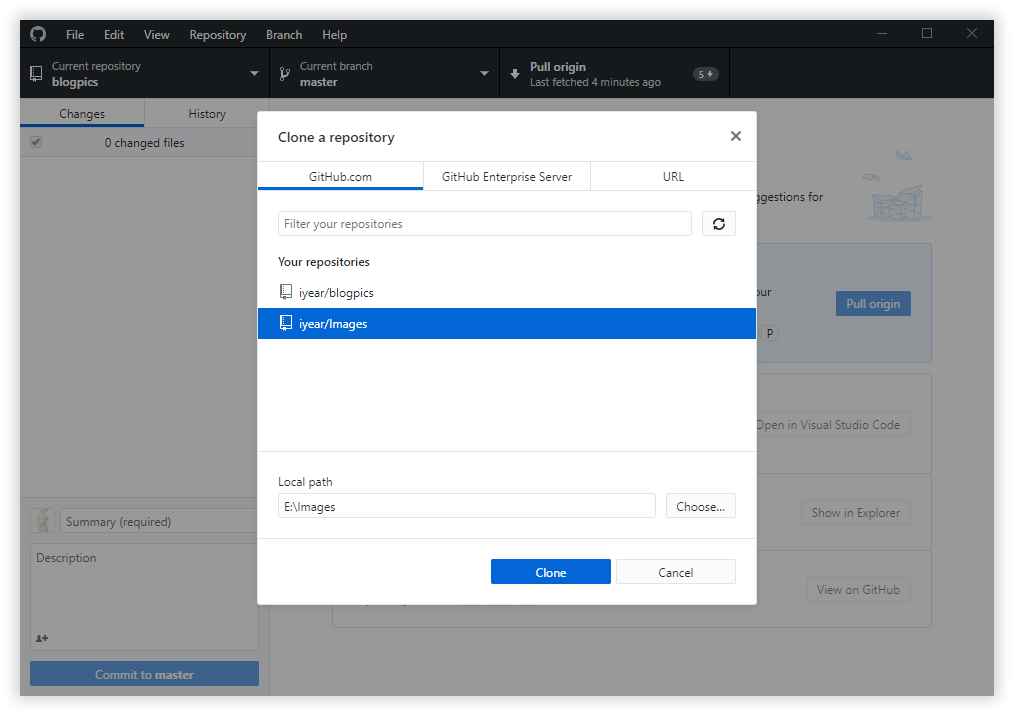 File Edit View Repository Branch Help
Current repository
blogpics
Current branch
master
Pull origin
Last fetched 4 minutes ago
5
Changes History
0 changed files
Clone a repository
GitHub.com GitHub Enterprise Server URL
Filter your repositories
Your repositories
iyear/blogpics
iyear/Images
Local path
E:\Images
Choose...
Clone Cancel
Summary (required)
Description
Commit to master
for
Pull origin
P
Open in Visual Studio Code
Show in Explorer
View on GitHub